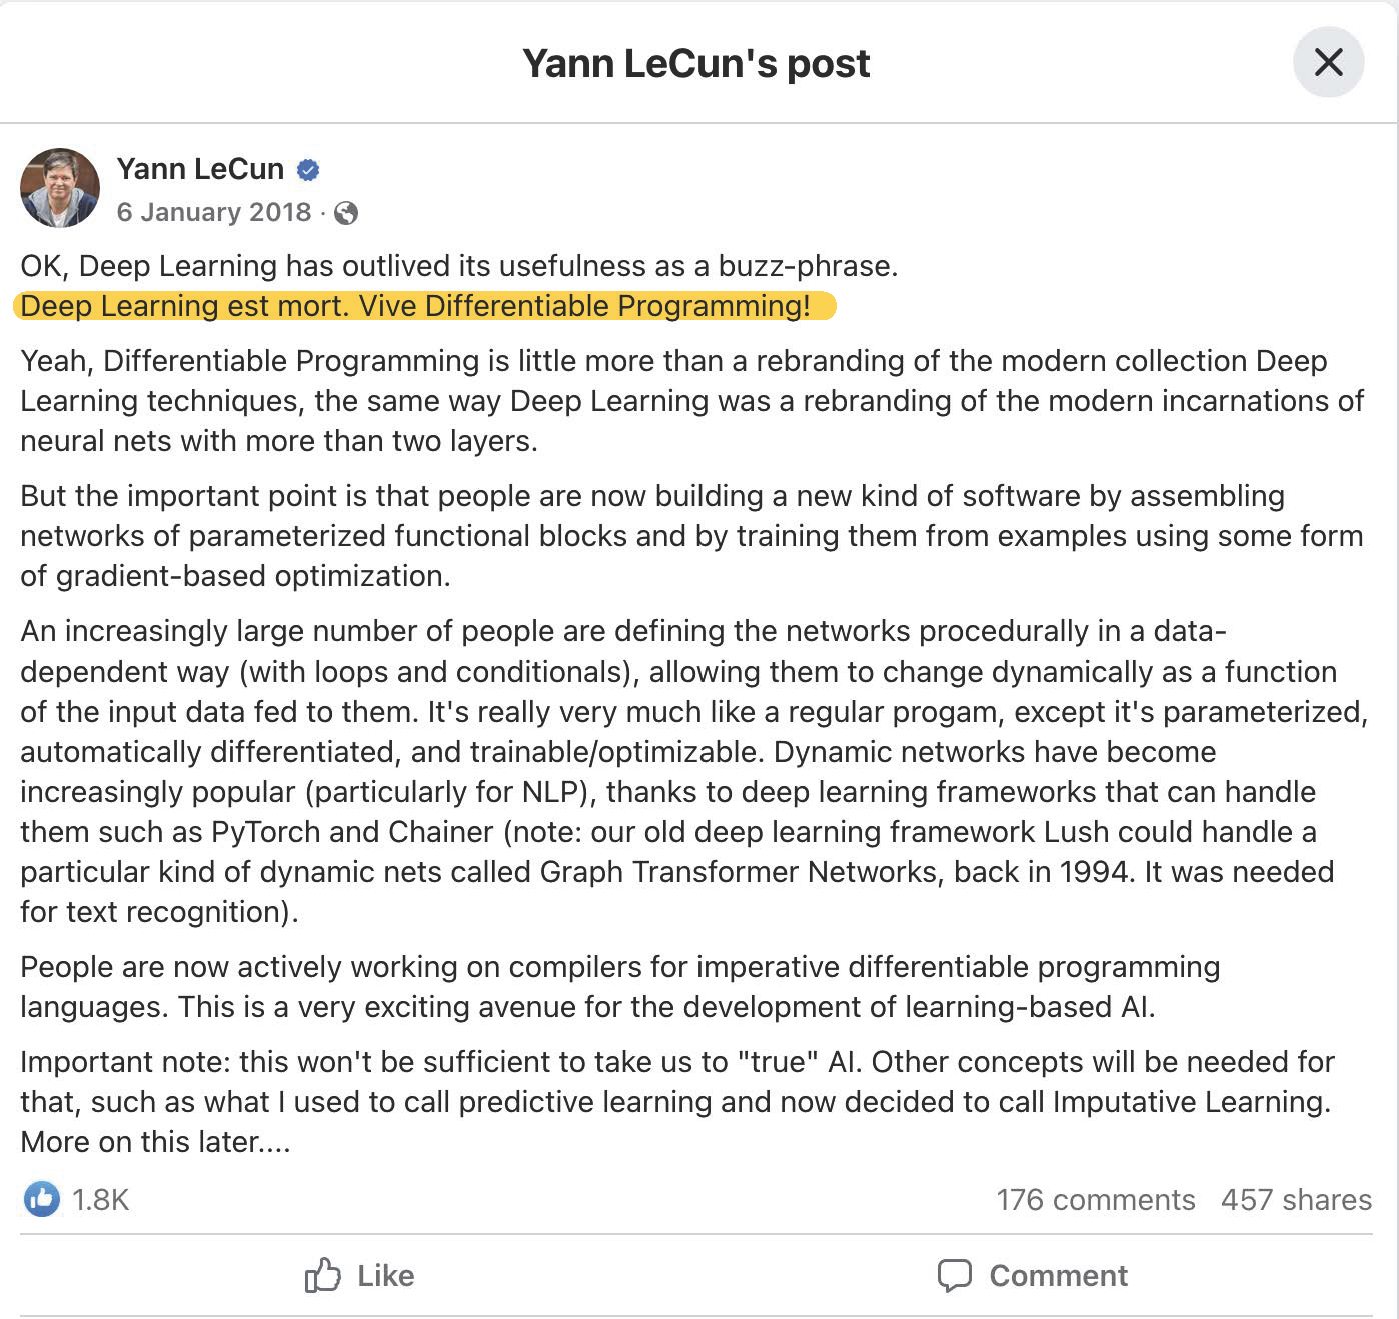 Yann LeCun's post
Yann LeCun
6 January 2018 ·
OK, Deep Learning has outlived its usefulness as a buzz-phrase.
Deep Learning est mort. Vive Differentiable Programming!
Yeah, Differentiable Programming is little more than a rebranding of the modern collection Deep
Learning techniques, the same way Deep Learning was a rebranding of the modern incarnations of
neural nets with more than two layers.
But the important point is that people are now building a new kind of software by assembling
networks of parameterized functional blocks and by training them from examples using some form
of gradient-based optimization.
An increasingly large number of people are defining the networks procedurally in a data-
dependent way (with loops and conditionals), allowing them to change dynamically as a function
of the input data fed to them. It's really very much like a regular progam, except it's parameterized,
automatically differentiated, and trainable/optimizable. Dynamic networks have become
increasingly popular (particularly for NLP), thanks to deep learning frameworks that can handle
them such as PyTorch and Chainer (note: our old deep learning framework Lush could handle a
particular kind of dynamic nets called Graph Transformer Networks, back in 1994. It was needed
for text recognition).
People are now actively working on compilers for imperative differentiable programming
languages. This is a very exciting avenue for the development of learning-based AI.
Important note: this won't be sufficient to take us to "true" AI. Other concepts will be needed for
that, such as what I used to call predictive learning and now decided to call Imputative Learning.
More on this later....
1.8K 176 comments 457 shares
Like Comment